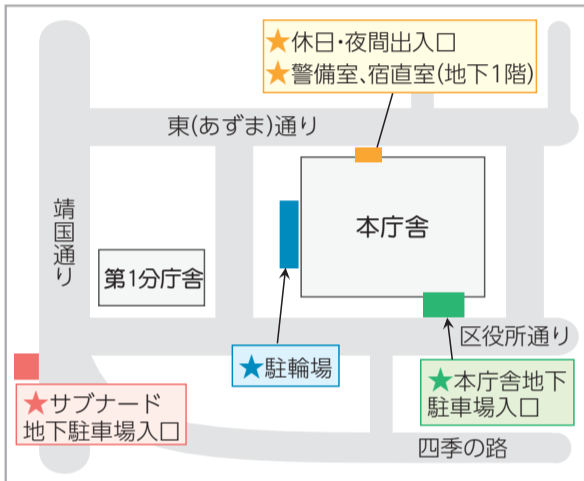 ★休日・夜間出入口
★警備室、宿直室(地下1階)
東(あずま)通り
靖国通り
本庁舎
第1分庁舎
区役所通り
★駐輪場
★本庁舎地下
駐車場入口
★サブナード
地下駐車場入口
四季の路